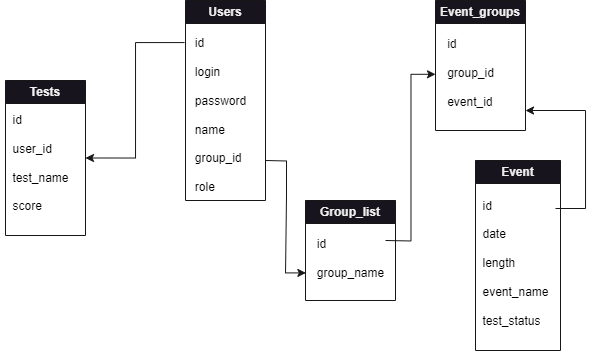 Users
id
login
password
name
group_id
role
Event_groups
id
group_id
event_id
Tests
id
user_id
test_name
score
Group_list
id
group_name
Event
id
date
length
event_name
test_status